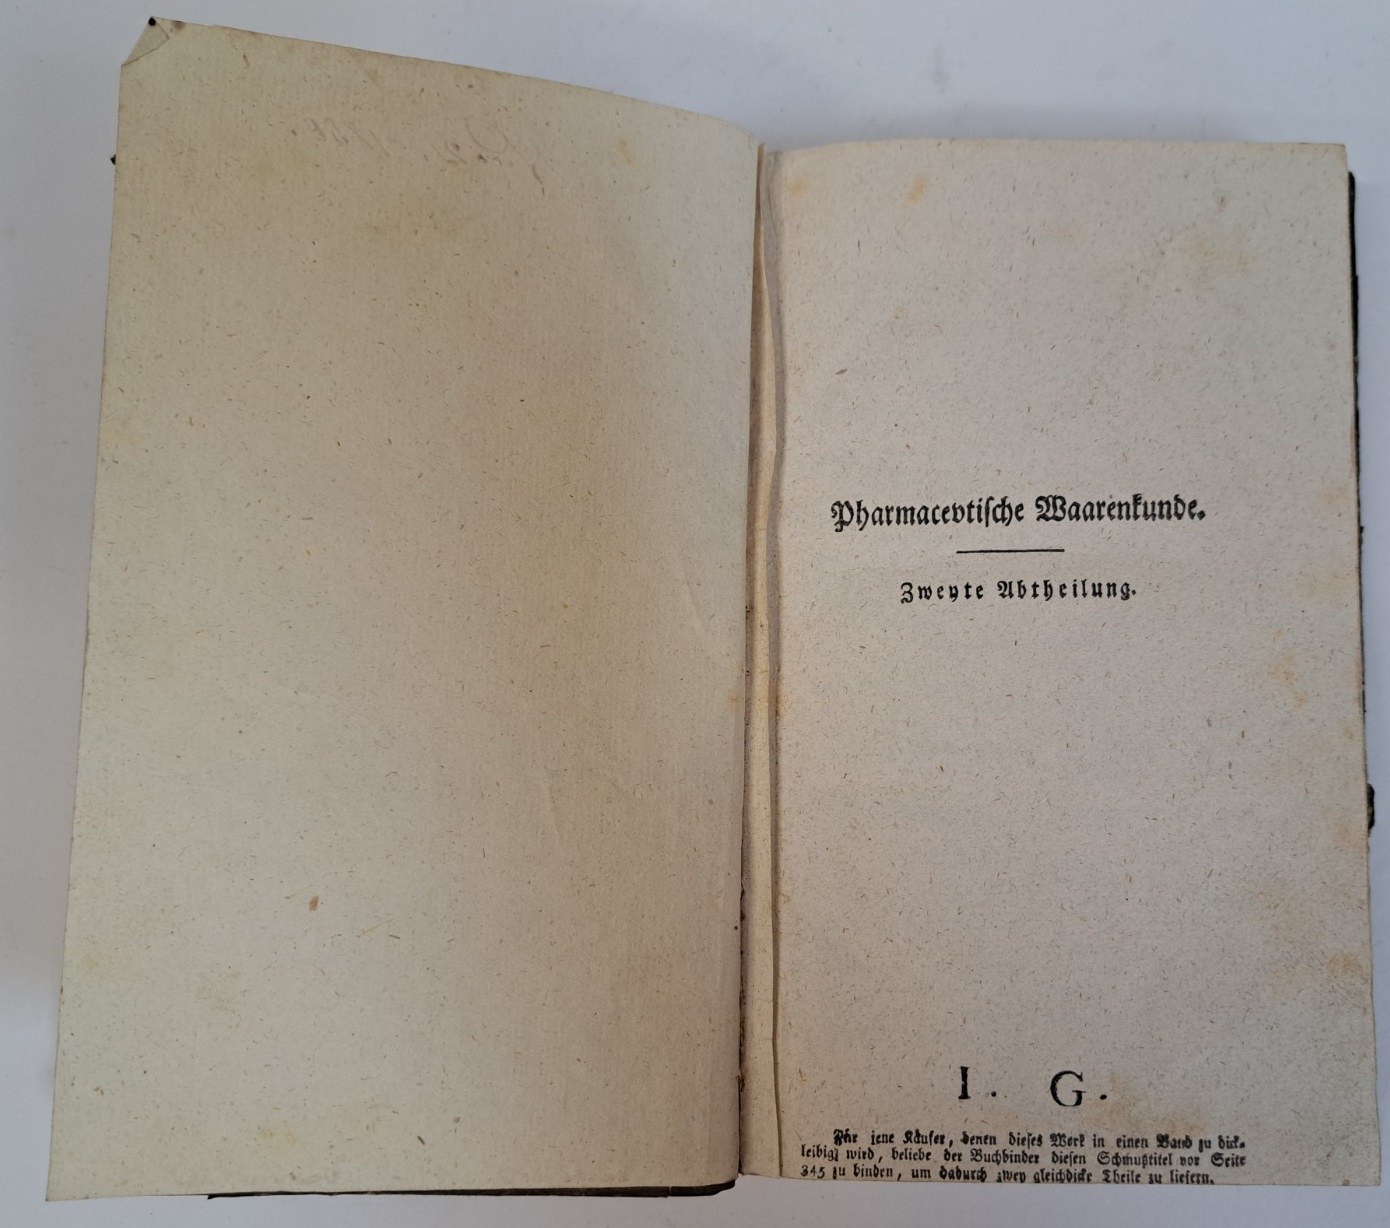 Pharmacevtische Waarenkunde.
Zweyte Abtheilung.
I. G.
Für jene Käufer, denen dieses Werk in einen Band zu dick-
leibig wird, beliebe der Buchbinder diesen Schmutztitel vor Seite
345 zu binden, um dadurch zwey gleichdicke Theile zu liefern.